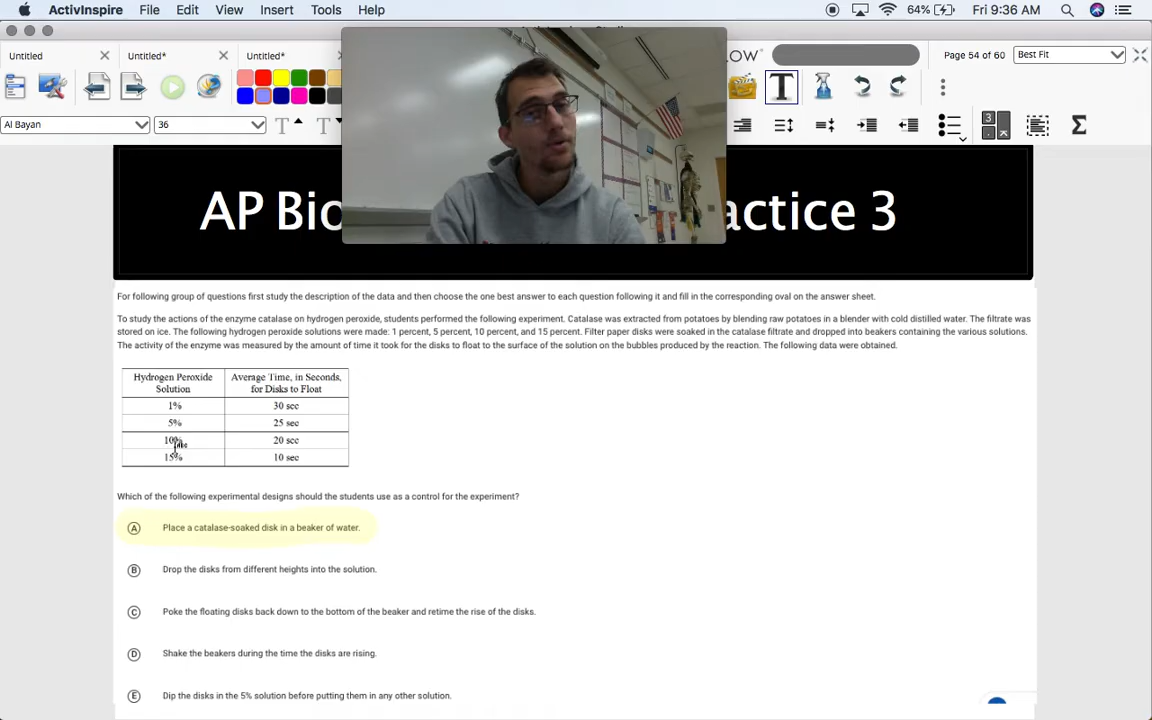 ActivInspire File Edit View Insert Tools Help 64% Fri 9:36 AM
Untitled Untitled* Untitled* LOW Page 54 of 60 Best Fit
Al Bayan 36
AP Bio actice 3
For following group of questions first study the description of the data and then choose the one best answer to each question following it and fill in the corresponding oval on the answer sheet.
To study the actions of the enzyme catalase on hydrogen peroxide, students performed the following experiment. Catalase was extracted from potatoes by blending raw potatoes in a blender with cold distilled water. The filtrate was
stored on ice. The following hydrogen peroxide solutions were made: 1 percent, 5 percent, 10 percent, and 15 percent. Filter paper disks were soaked in the catalase filtrate and dropped into beakers containing the various solutions.
The activity of the enzyme was measured by the amount of time it took for the disks to float to the surface of the solution on the bubbles produced by the reaction. The following data were obtained.
Hydrogen Peroxide Average Time, in Seconds,
Solution for Disks to Float
1% 30 sec
5% 25 sec
10% 20 sec
15% 10 sec
Which of the following experimental designs should the students use as a control for the experiment?
A Place a catalase-soaked disk in a beaker of water.
B Drop the disks from different heights into the solution.
C Poke the floating disks back down to the bottom of the beaker and retime the rise of the disks.
D Shake the beakers during the time the disks are rising.
E Dip the disks in the 5% solution before putting them in any other solution.